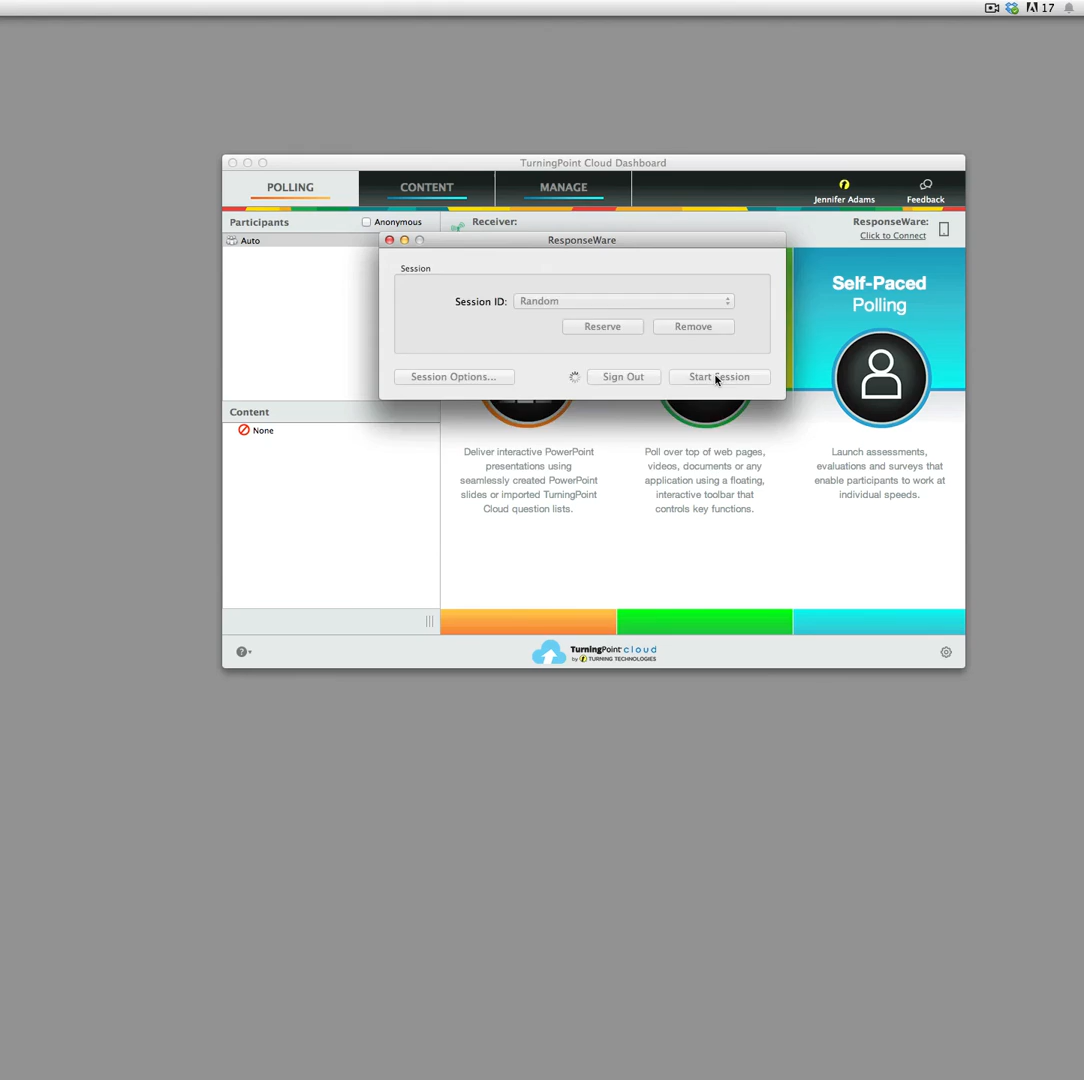 17
TurningPoint Cloud Dashboard
POLLING
CONTENT
MANAGE
Jennifer Adams
Feedback
Participants
Anonymous
Receiver:
ResponseWare:
Click to Connect
Auto
ResponseWare
Session
Session ID: Random
Reserve
Remove
Session Options...
Sign Out
Start Session
Self-Paced
Polling
Content
None
Deliver interactive PowerPoint
presentations using
seamlessly created PowerPoint
slides or imported TurningPoint
Cloud question lists.
Poll over top of web pages,
videos, documents or any
application using a floating,
interactive toolbar that
controls key functions.
Launch assessments,
evaluations and surveys that
enable participants to work at
individual speeds.
TurningPoint cloud
by TURNING TECHNOLOGIES